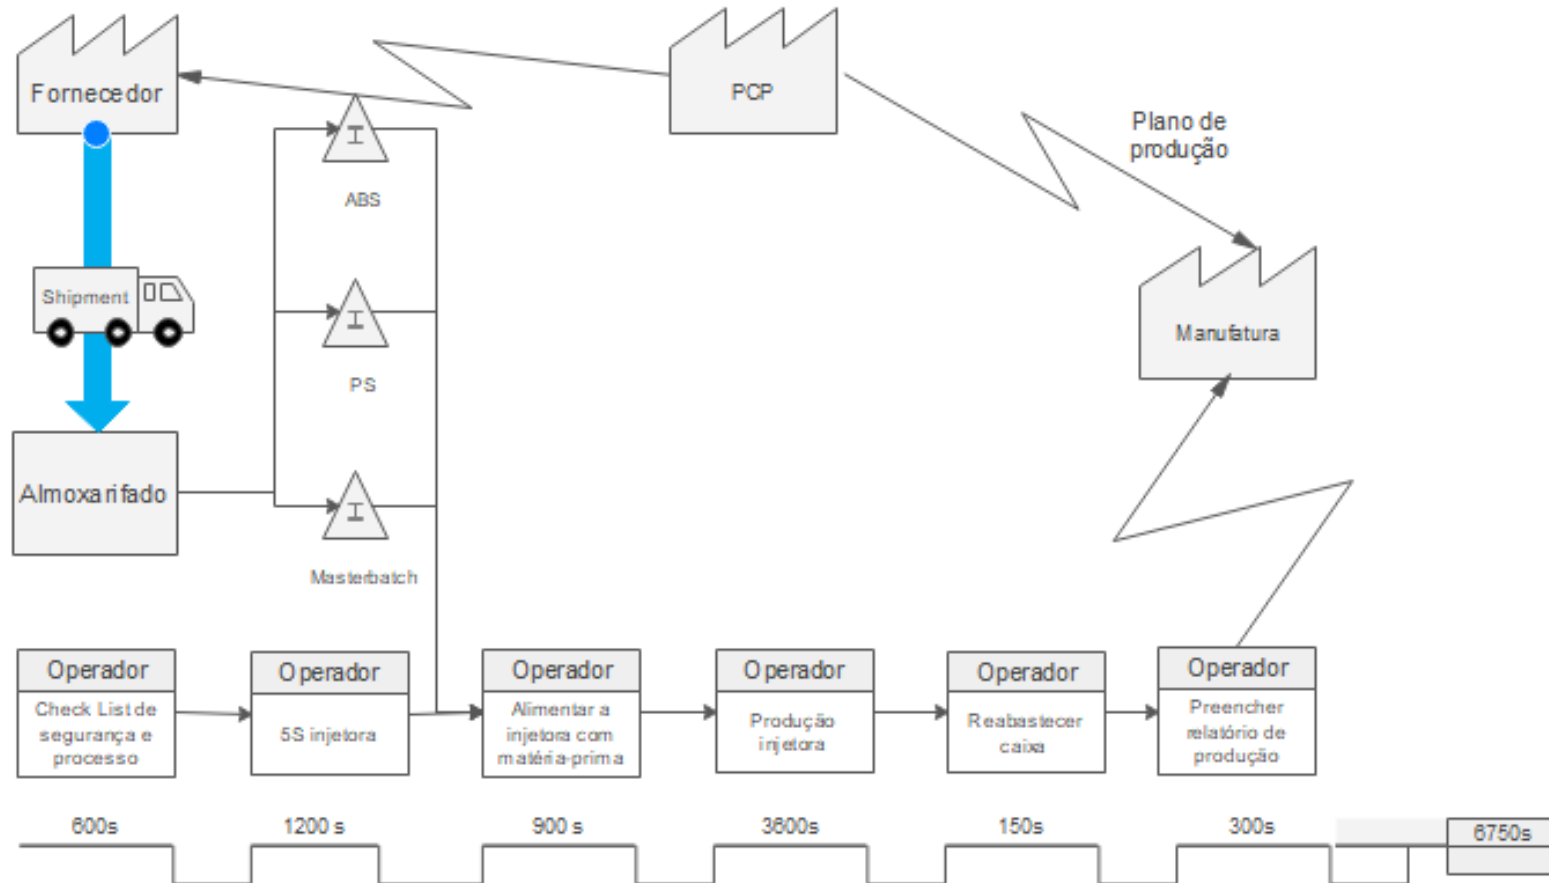 Fornecedor
PCP
Plano de
produção
ABS
Shipment
Manufatura
PS
Almoxarifado
Masterbatch
Operador
Check List de
segurança e
processo
Operador
5S injetora
Operador
Alimentar a
injetora com
matéria-prima
Operador
Produção
injetora
Operador
Reabastecer
caixa
Operador
Preencher
relatório de
produção
600s
1200 s
900 s
3600s
150s
300s
6750s